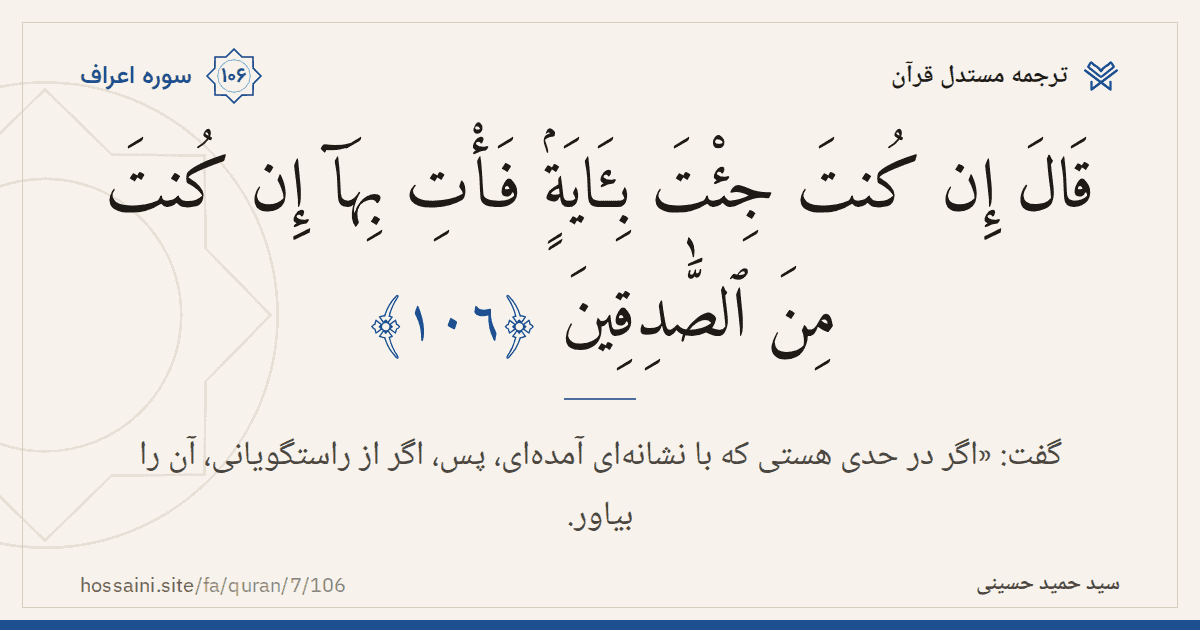 ترجمه مستدل قرآن
۱۰۶ سوره اعراف
قَالَ إِن كُنتَ جِئْتَ بِـَٔايَةٍۢ فَأْتِ بِهَآ إِن كُنتَ
مِنَ ٱلصَّٰدِقِينَ ﴿١٠٦﴾
گفت: «اگر در حدی هستی که با نشانه‌ای آمده‌ای، پس، اگر از راستگویانی، آن را
بیاور.
سید حمید حسینی
hossaini.site/fa/quran/7/106